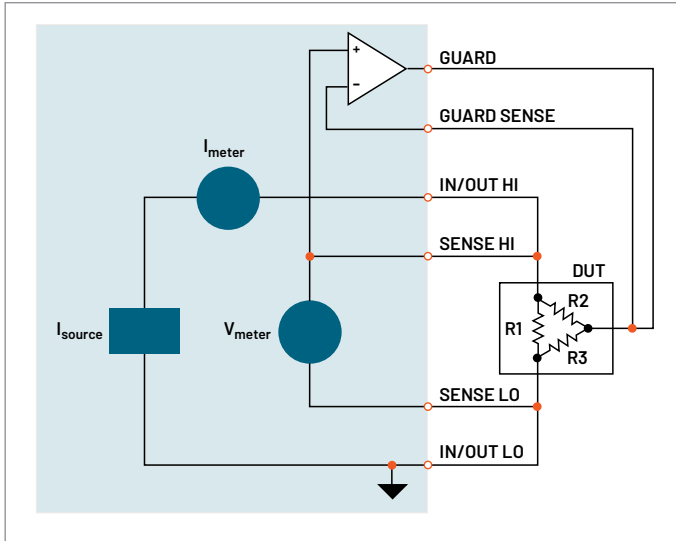 GUARD
+
−
GUARD SENSE
Imeter
IN/OUT HI
SENSE HI
DUT
R2
R1
Isource
Vmeter
R3
SENSE LO
IN/OUT LO